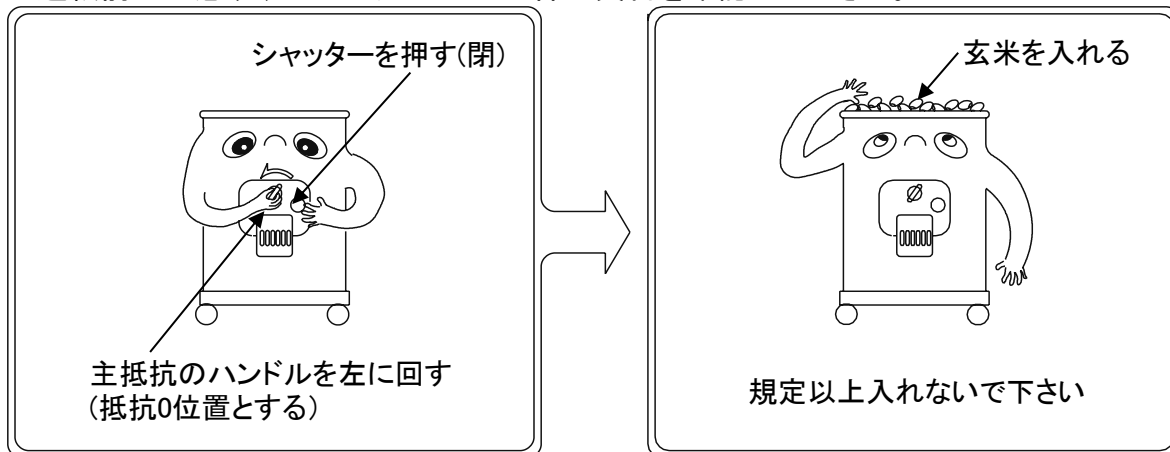 シャッターを押す(閉)
主抵抗のハンドルを左に回す
(抵抗0位置とする)
玄米を入れる
規定以上入れないで下さい